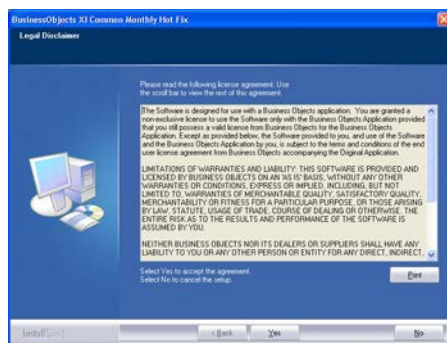 BusinessObjects XI Common Monthly Hot Fix
Legal Disclaimer
Please read the following license agreement. Use
the scroll bar to view the rest of this agreement.
The Software is designed for use with a Business Objects application. You are granted a
non-exclusive license to use the Software only with the Business Objects Application provided
that you still possess a valid license from Business Objects for the Business Objects
Application. Except as provided below, the Software provided to you, and use of the Software
and the Business Application by you, is subject to the terms and conditions of the end
user license agreement from Business Objects accompanying the Original Application.
LIMITATIONS OF WARRANTIES AND LIABILITY: THIS SOFTWARE IS PROVIDED AND
LICENSED BY BUSINESS OBJECTS ON AN 'AS IS' BASIS, WITHOUT ANY OTHER
WARRANTIES OR CONDITIONS, EXPRESS OR IMPLIED, INCLUDING, BUT NOT
LIMITED TO, WARRANTIES OF MERCHANTABLE QUALITY, SATISFACTORY QUALITY,
MERCHANTABILITY OR FITNESS FOR A PARTICULAR PURPOSE, OR THOSE ARISING
BY LAW, STATUTE, USAGE OF TRADE, COURSE OF DEALING OR OTHERWISE. THE
ENTIRE RISK AS TO THE RESULTS AND PERFORMANCE OF THE SOFTWARE IS
ASSUMED BY YOU.
NEITHER BUSINESS OBJECTS NOR ITS DEALERS OR SUPPLIERS SHALL HAVE ANY
LIABILITY TO YOU OR ANY OTHER PERSON OR ENTITY FOR ANY DIRECT, INDIRECT,
Select Yes to accept the agreement.
Select No to cancel the setup.
Print
InstallShield
< Back
Yes
No